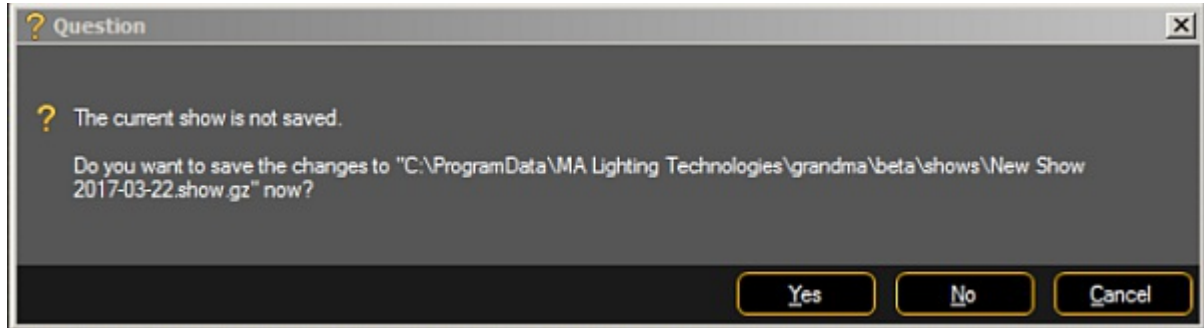 ? Question
? The current show is not saved.
Do you want to save the changes to "C:\ProgramData\MA Lighting Technologies\grandma\beta\shows\New Show
2017-03-22.show.gz" now?
Yes No Cancel